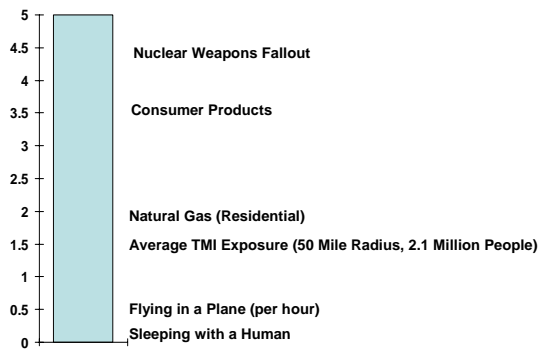 5
4.5
Nuclear Weapons Fallout
4
3.5
Consumer Products
3
2.5
2
Natural Gas (Residential)
1.5
Average TMI Exposure (50 Mile Radius, 2.1 Million People)
1
0.5
Flying in a Plane (per hour)
Sleeping with a Human
0